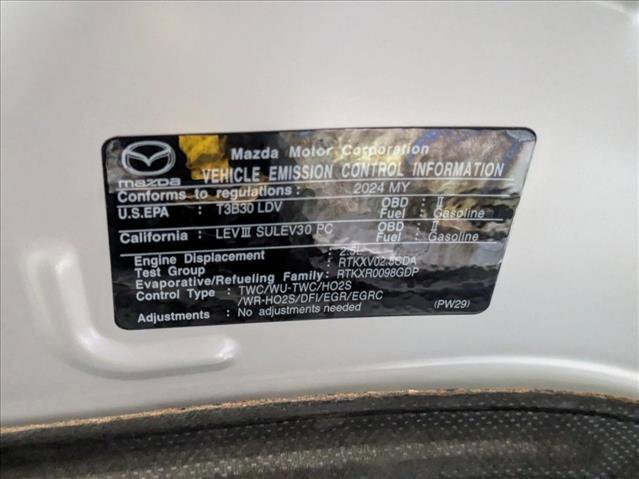 Mazda Motor Corporation
mazda
VEHICLE EMISSION CONTROL INFORMATION
Conforms to regulations: 2024 MY
U.S.EPA : T3B30 LDV OBD : II
Fuel : Gasoline
California : LEVIII SULEV30 PC OBD : II
Fuel : Gasoline
Engine Displacement : 2.5L
Test Group : 
Evaporative/Refueling Family: RTKXR0098GDP
Control Type : TWC/WU-TWC/HO2S
/WR-HO2S/DFI/EGR/EGRC
Adjustments : No adjustments needed
(PW29)